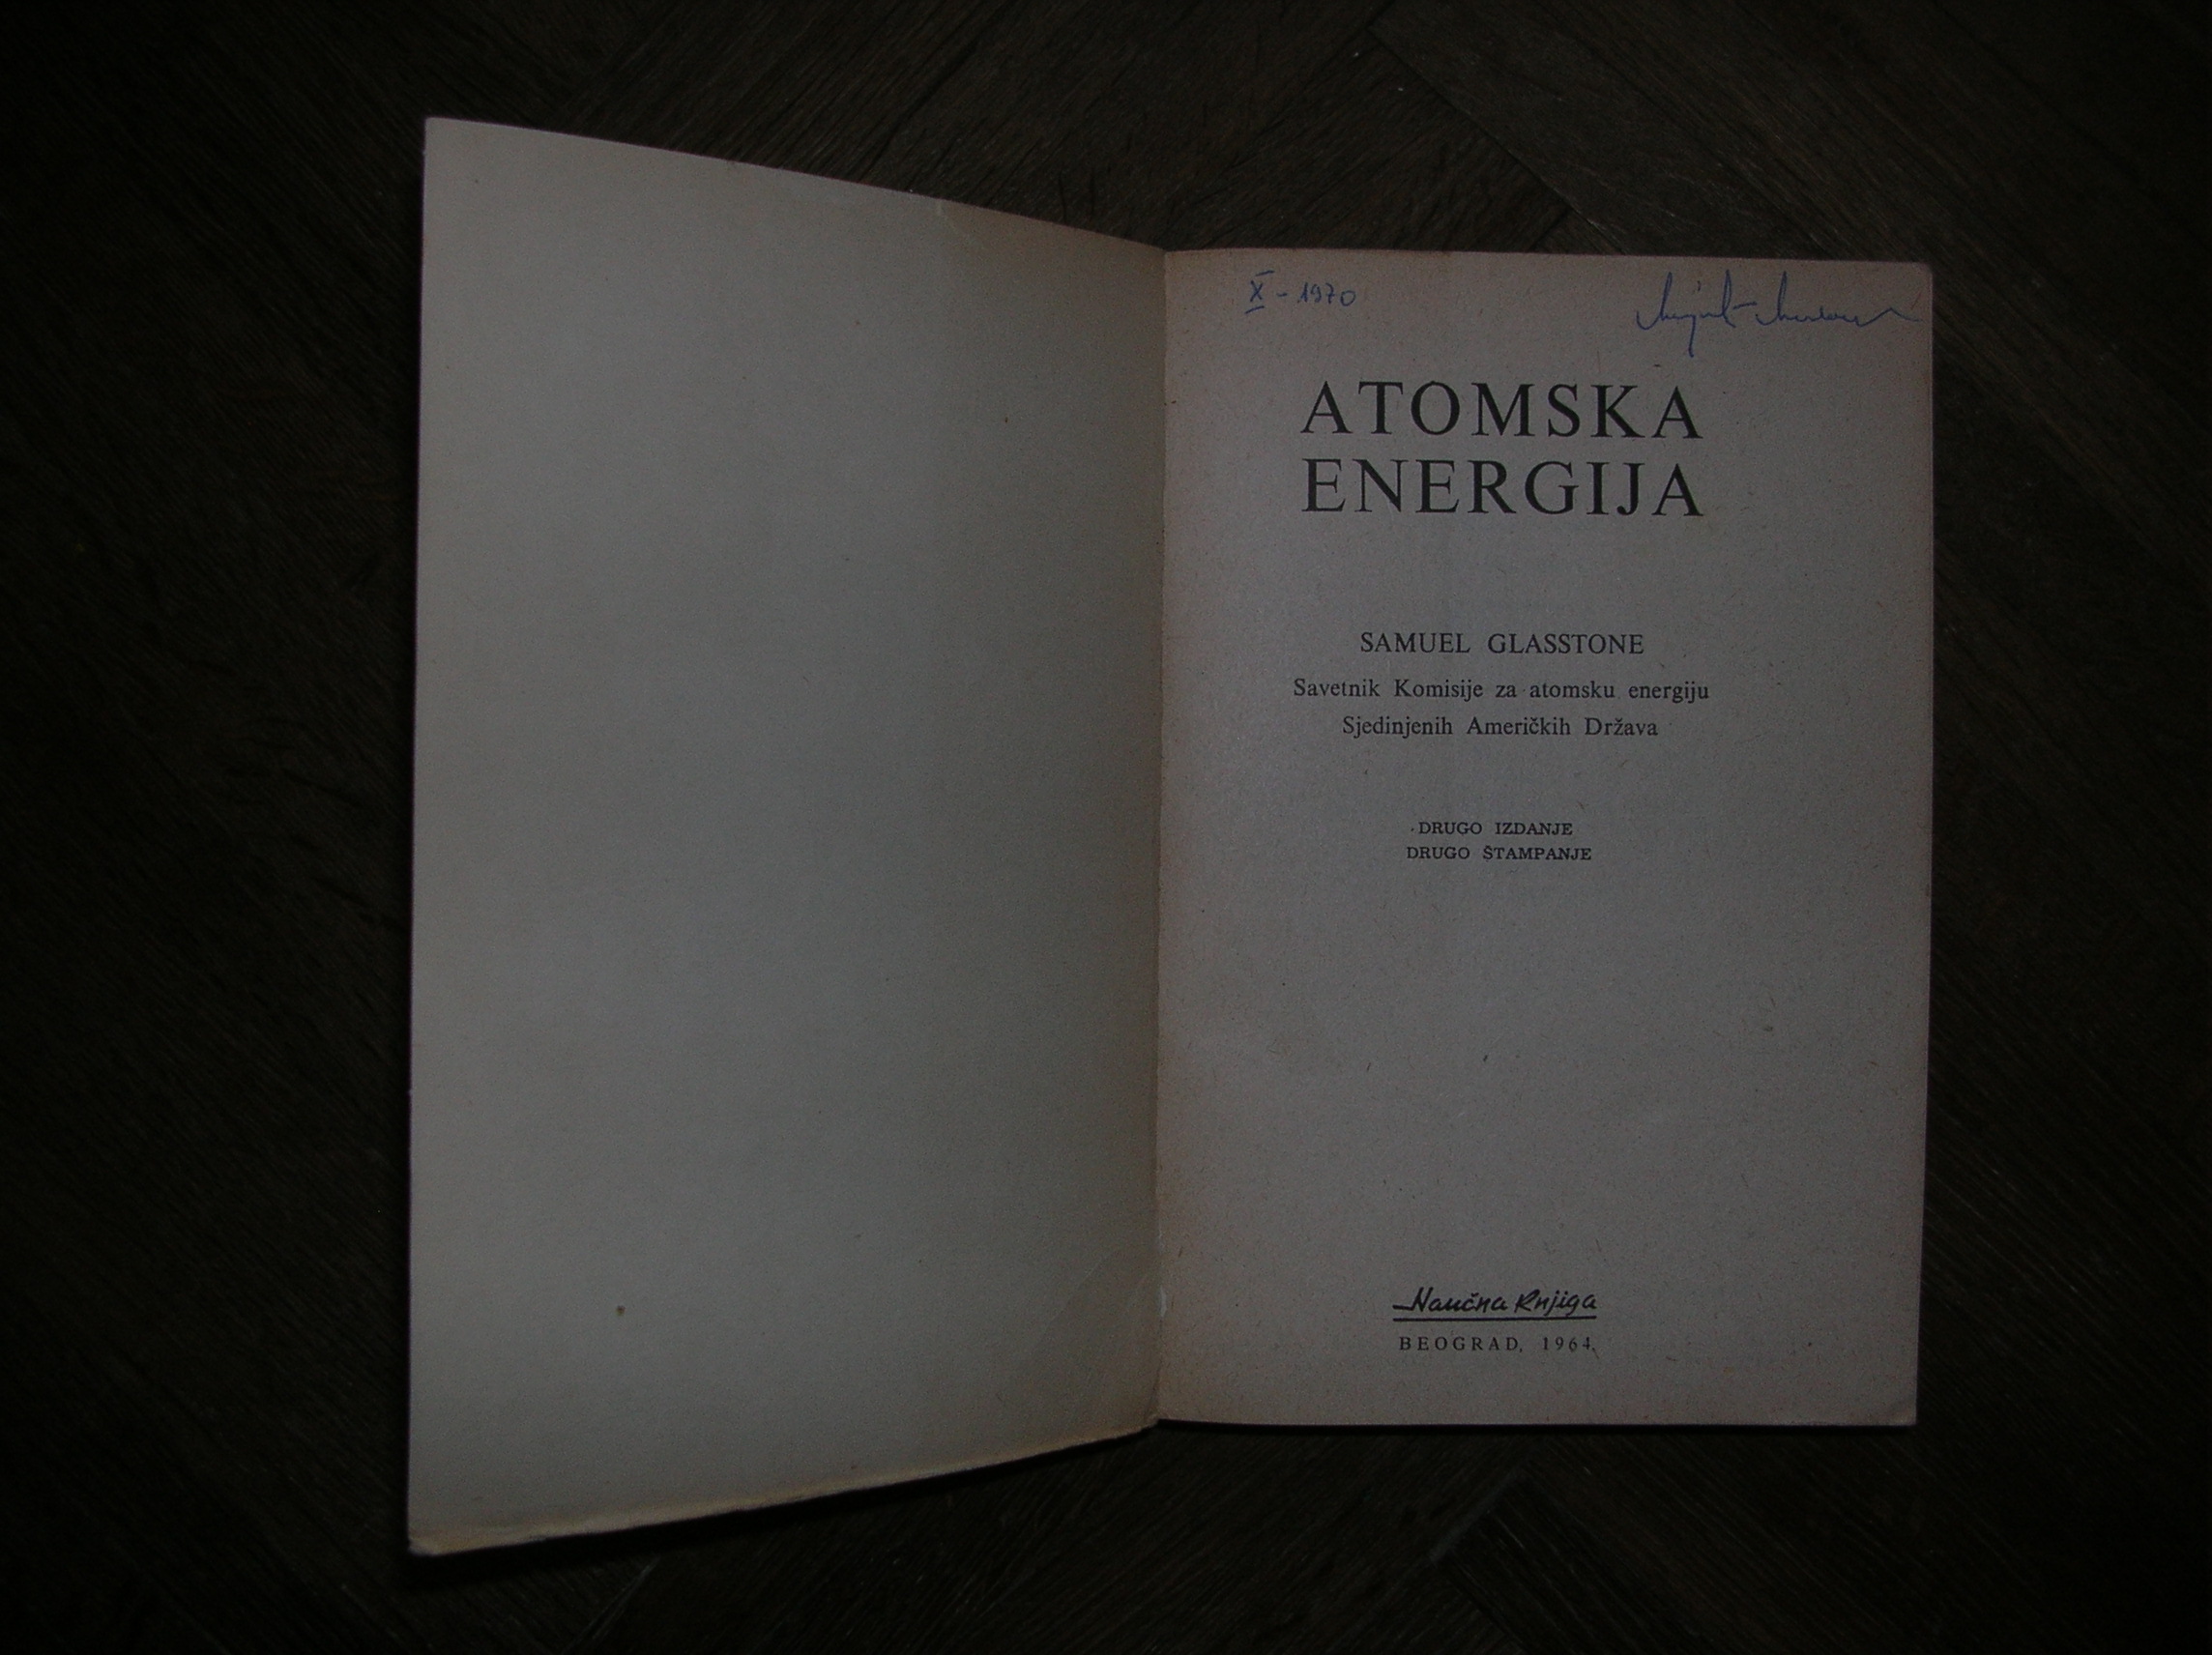 X - 1970
ATOMSKA
ENERGIJA
SAMUEL GLASSTONE
Savetnik Komisije za atomsku energiju
Sjedinjenih Američkih Država
DRUGO IZDANJE
DRUGO ŠTAMPANJE
Naučna Knjiga
BEOGRAD, 1964.